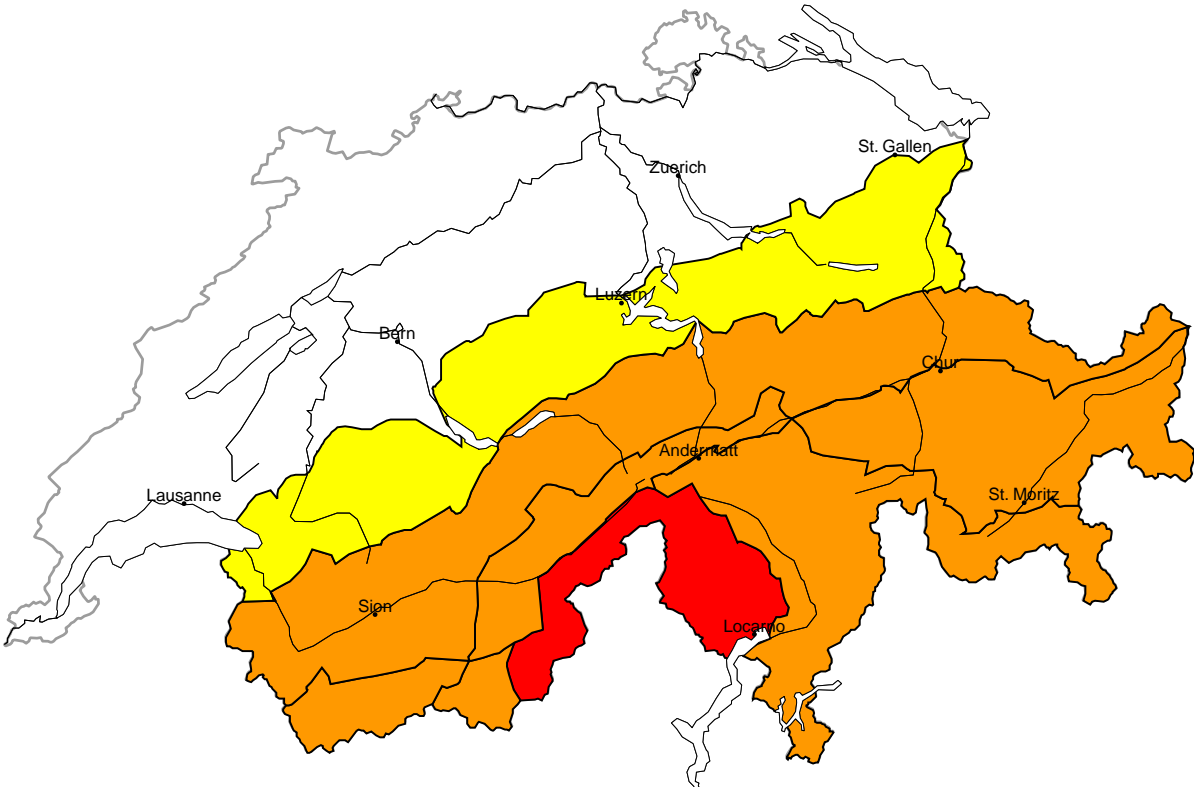 St. Gallen
Zuerich
Luzern
Bern
Chur
Andermatt
Lausanne
St. Moritz
Sion
Locarno